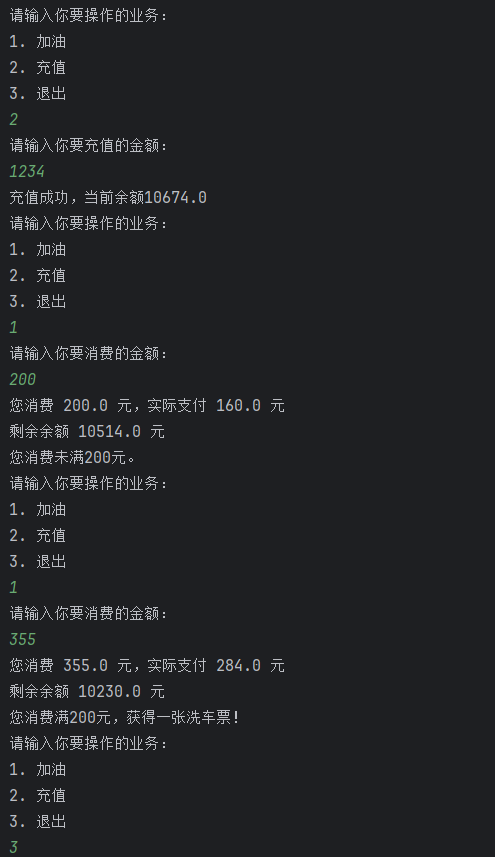 请输入你要操作的业务：
1. 加油
2. 充值
3. 退出
2
请输入你要充值的金额：
1234
充值成功，当前余额10674.0
请输入你要操作的业务：
1. 加油
2. 充值
3. 退出
1
请输入你要消费的金额：
200
您消费 200.0 元，实际支付 160.0 元
剩余余额 10514.0 元
您消费未满200元。
请输入你要操作的业务：
1. 加油
2. 充值
3. 退出
1
请输入你要消费的金额：
355
您消费 355.0 元，实际支付 284.0 元
剩余余额 10230.0 元
您消费满200元，获得一张洗车票！
请输入你要操作的业务：
1. 加油
2. 充值
3. 退出
3